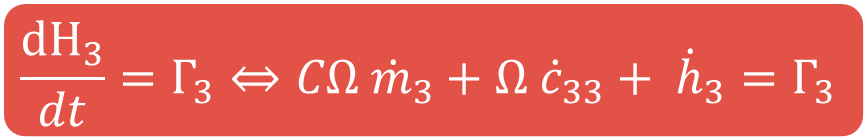 dH₃/dt = Γ₃ ⇔ CΩ ṁ₃ + Ω ċ₃₃ + ḣ₃ = Γ₃